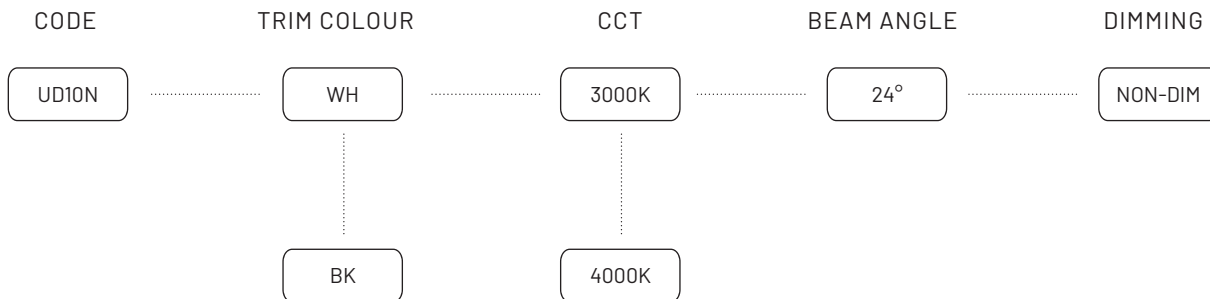 CODE TRIM COLOUR CCT BEAM ANGLE DIMMING
UD10N WH 3000K 24° NON-DIM
BK 4000K